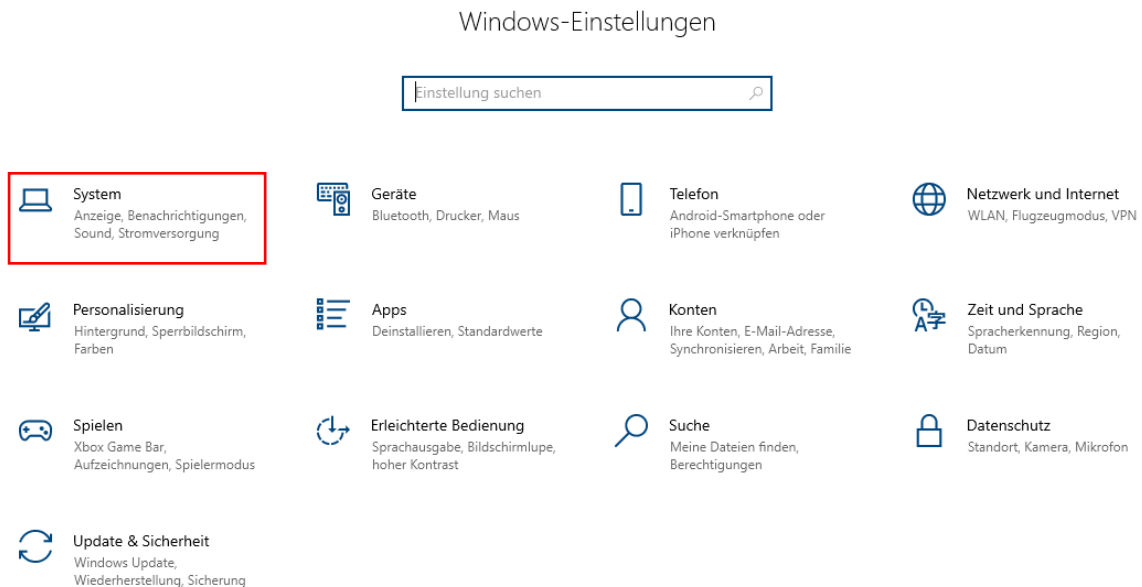 Windows-Einstellungen
Einstellung suchen
System
Anzeige, Benachrichtigungen,
Sound, Stromversorgung
Geräte
Bluetooth, Drucker, Maus
Telefon
Android-Smartphone oder
iPhone verknüpfen
Netzwerk und Internet
WLAN, Flugzeugmodus, VPN
Personalisierung
Hintergrund, Sperrbildschirm,
Farben
Apps
Deinstallieren, Standardwerte
Konten
Ihre Konten, E-Mail-Adresse,
Synchronisieren, Arbeit, Familie
Zeit und Sprache
Spracherkennung, Region,
Datum
Spielen
Xbox Game Bar,
Aufzeichnungen, Spielermodus
Erleichterte Bedienung
Sprachausgabe, Bildschirmlupe,
hoher Kontrast
Suche
Meine Dateien finden,
Berechtigungen
Datenschutz
Standort, Kamera, Mikrofon
Update & Sicherheit
Windows Update,
Wiederherstellung, Sicherung